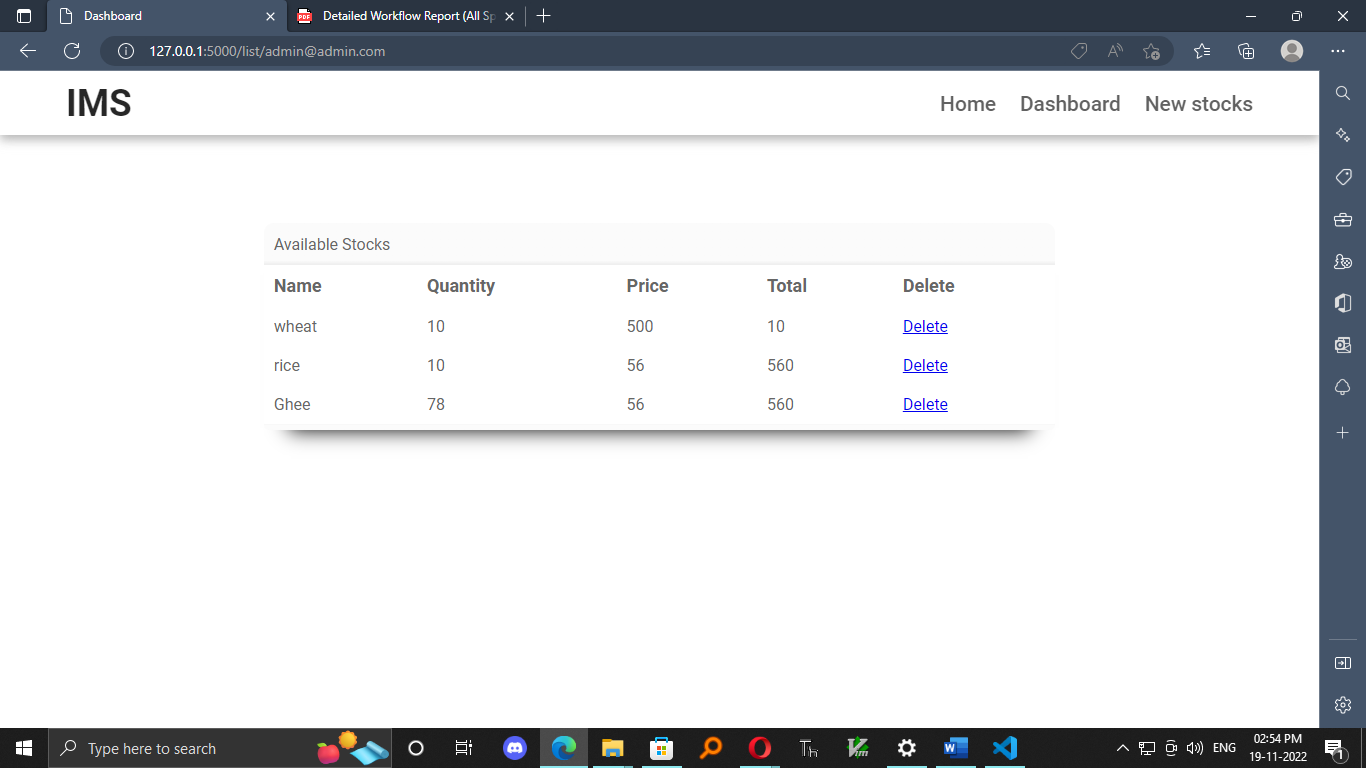 Dashboard
Detailed Workflow Report (All Sp
127.0.0.1:5000/list/admin@admin.com
IMS
Home Dashboard New stocks
Available Stocks
Name Quantity Price Total Delete
wheat 10 500 10 Delete
rice 10 56 560 Delete
Ghee 78 56 560 Delete
Type here to search
ENG
02:54 PM
19-11-2022
1